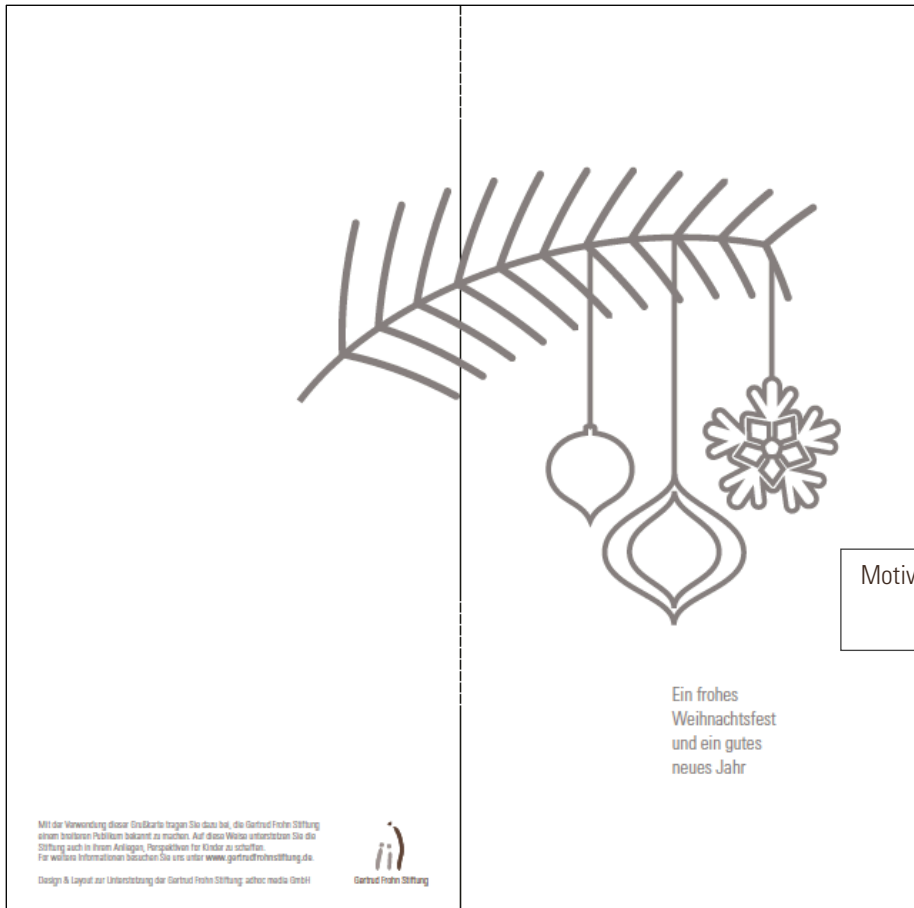 Motiv
Ein frohes
Weihnachtsfest
und ein gutes
neues Jahr
Mit der Verwendung dieser Grußkarte tragen Sie dazu bei, die Gertrud Frohn Stiftung
einem breiteren Publikum bekannt zu machen. Auf diese Weise unterstützen Sie die
Stiftung auch in ihrem Anliegen, Perspektiven für Kinder zu schaffen.
Für weitere Informationen besuchen Sie uns unter www.gertrudfrohnstiftung.de.
Design & Layout zur Unterstützung der Gertrud Frohn Stiftung: adhoc media GmbH
Gertrud Frohn Stiftung